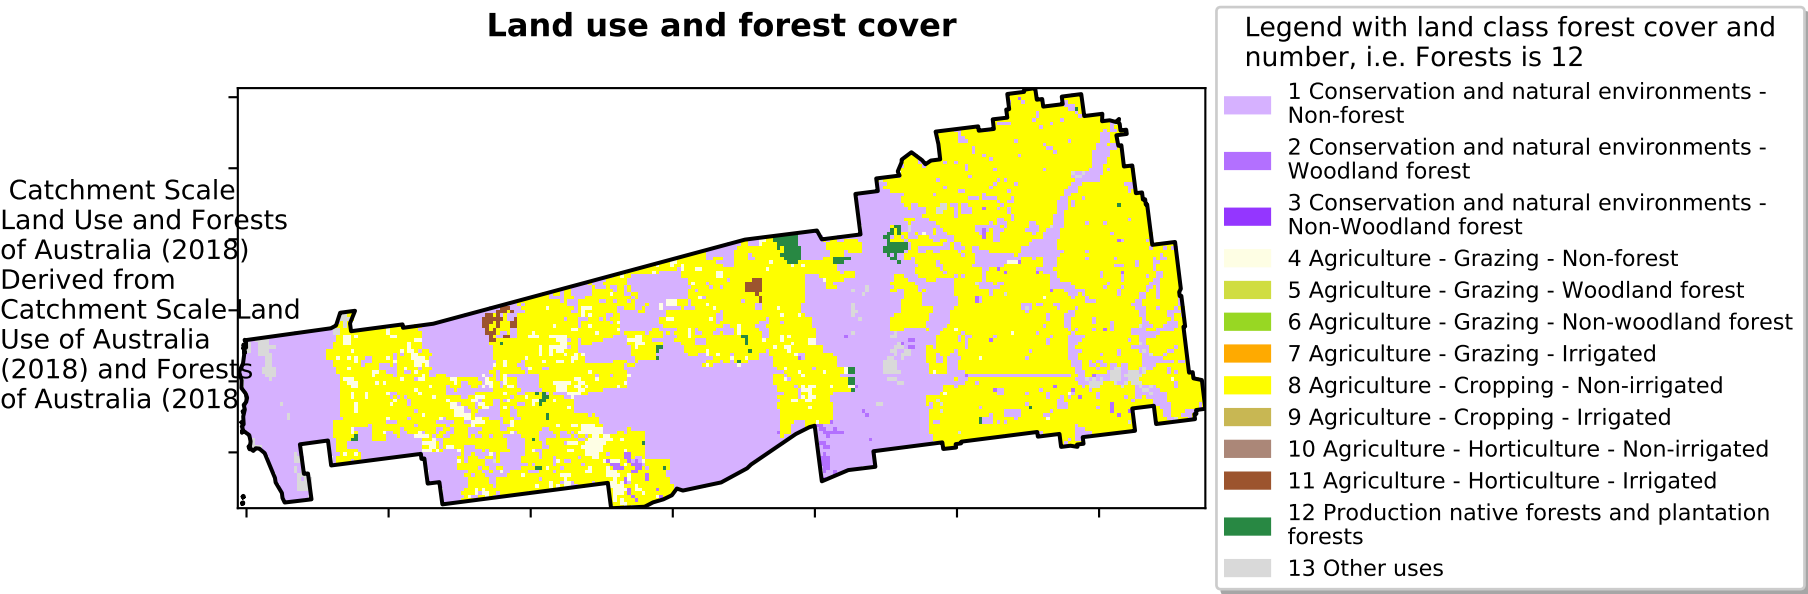 Land use and forest cover
Catchment Scale
Land Use and Forests
of Australia (2018)
Derived from
Catchment Scale Land
Use of Australia
(2018) and Forests
of Australia (2018
Legend with land class forest cover and
number, i.e. Forests is 12
1 Conservation and natural environments -
Non-forest
2 Conservation and natural environments -
Woodland forest
3 Conservation and natural environments -
Non-Woodland forest
4 Agriculture - Grazing - Non-forest
5 Agriculture - Grazing - Woodland forest
6 Agriculture - Grazing - Non-woodland forest
7 Agriculture - Grazing - Irrigated
8 Agriculture - Cropping - Non-irrigated
9 Agriculture - Cropping - Irrigated
10 Agriculture - Horticulture - Non-irrigated
11 Agriculture - Horticulture - Irrigated
12 Production native forests and plantation
forests
13 Other uses